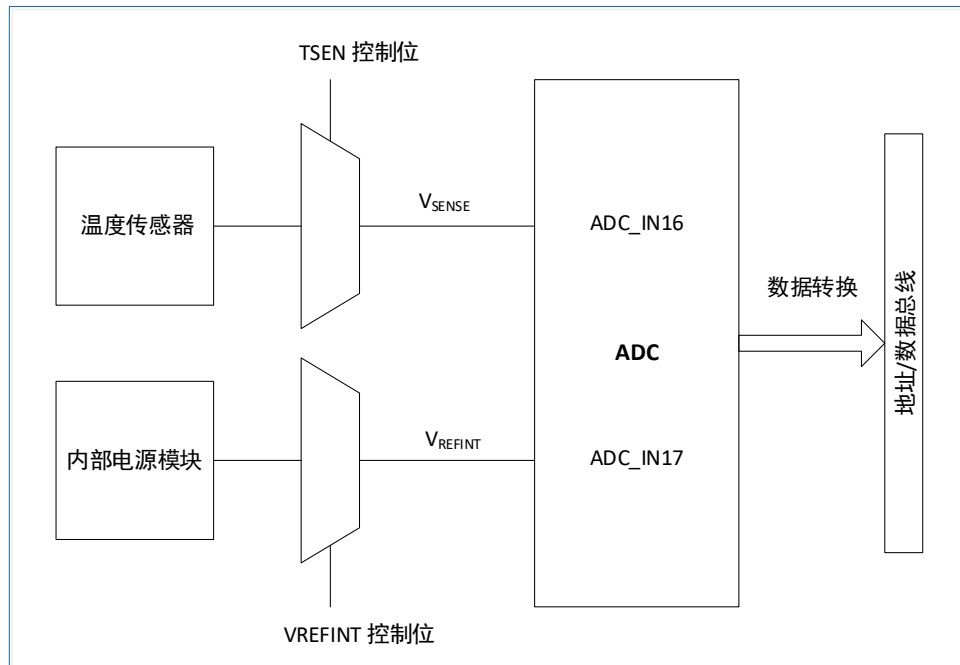 TSEN 控制位
温度传感器
VSENSE
ADC_IN16
数据转换
地址/数据总线
ADC
内部电源模块
VREFINT
ADC_IN17
VREFINT 控制位